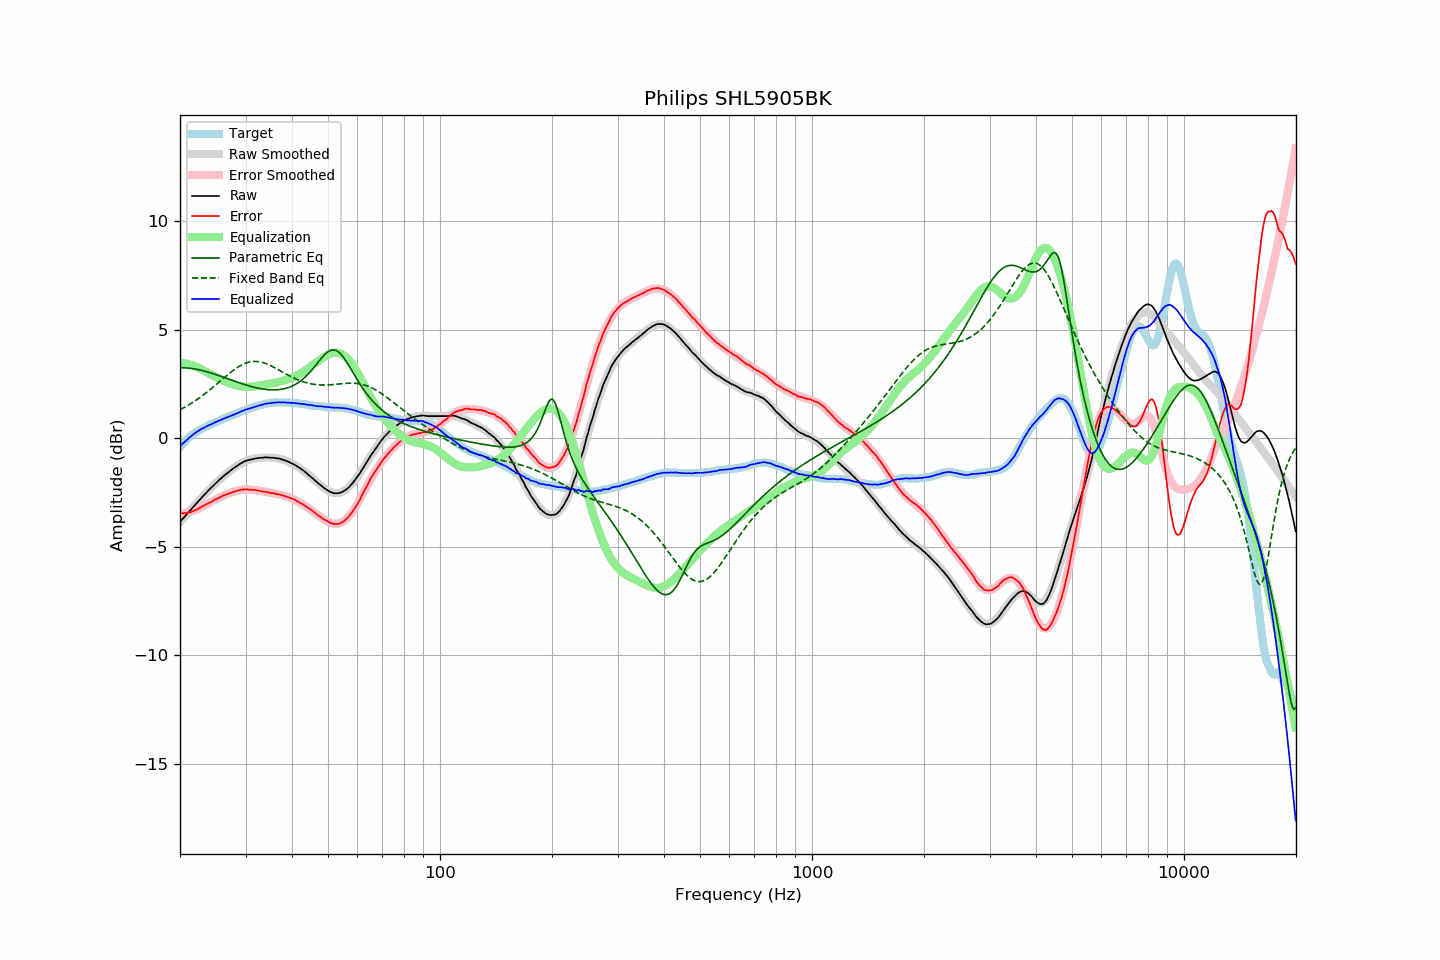 Philips SHL5905BK
Target
Raw Smoothed
Error Smoothed
Raw
Error
Equalization
Parametric Eq
Fixed Band Eq
Equalized
10
5
0
−5
−10
−15
Amplitude (dBr)
100 1000 10000
Frequency (Hz)